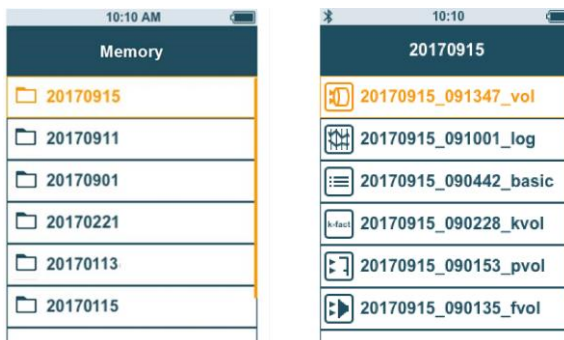 10:10 AM
Memory
20170915
20170911
20170901
20170221
20170113
20170115
10:10
20170915
20170915_091347_vol
20170915_091001_log
20170915_090442_basic
k-fact 20170915_090228_kvol
20170915_090153_pvol
20170915_090135_fvol